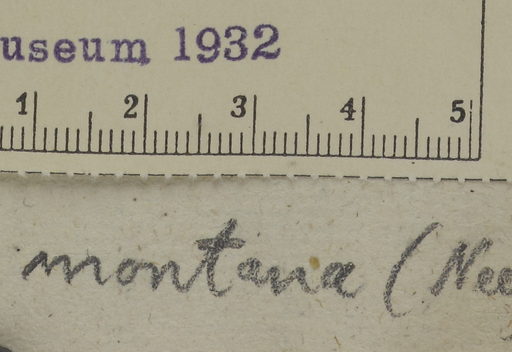 useum 1932
1 2 3 4 5
montana (Nee